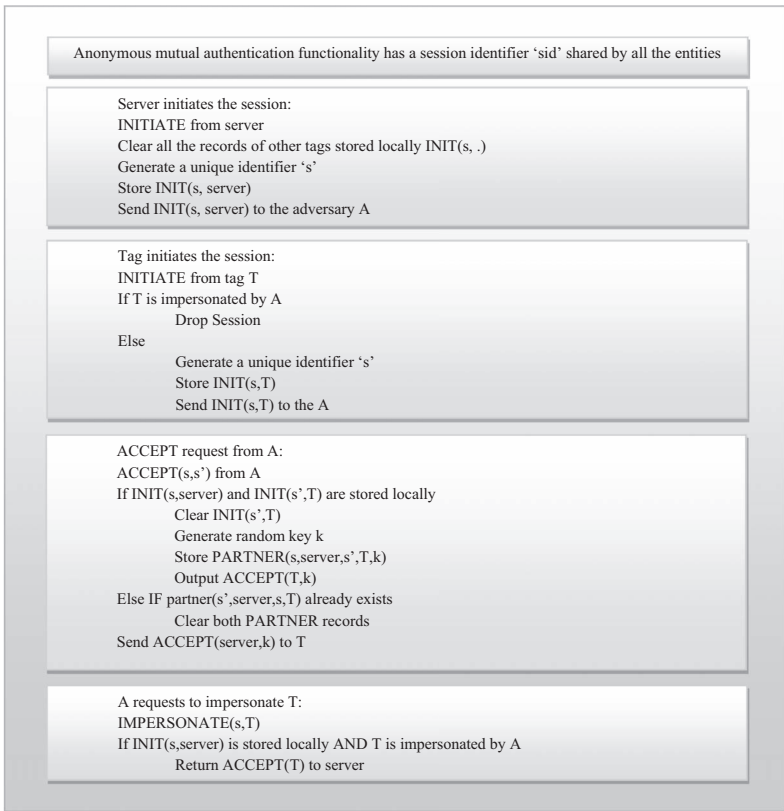 Anonymous mutual authentication functionality has a session identifier ‘sid’ shared by all the entities
Server initiates the session:
INITIATE from server
Clear all the records of other tags stored locally INIT(s, .)
Generate a unique identifier ‘s’
Store INIT(s, server)
Send INIT(s, server) to the adversary A
Tag initiates the session:
INITIATE from tag T
If T is impersonated by A
Drop Session
Else
Generate a unique identifier ‘s’
Store INIT(s,T)
Send INIT(s,T) to the A
ACCEPT request from A:
ACCEPT(s,s’) from A
If INIT(s,server) and INIT(s’,T) are stored locally
Clear INIT(s’,T)
Generate random key k
Store PARTNER(s,server,s’,T,k)
Output ACCEPT(T,k)
Else IF partner(s’,server,s,T) already exists
Clear both PARTNER records
Send ACCEPT(server,k) to T
A requests to impersonate T:
IMPERSONATE(s,T)
If INIT(s,server) is stored locally AND T is impersonated by A
Return ACCEPT(T) to server